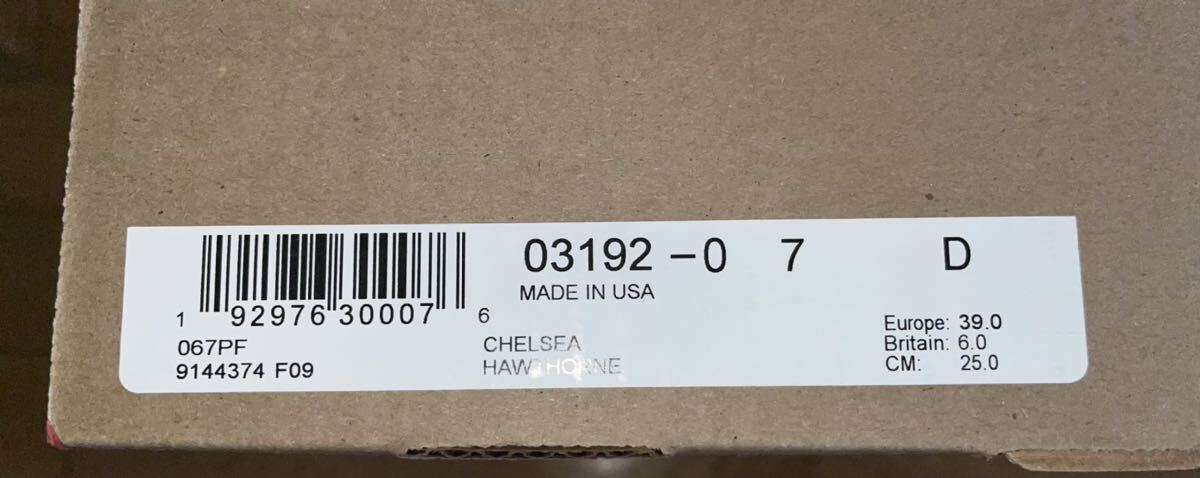 03192 -0 7 D
MADE IN USA
1 92976 30007 6
067PF
9144374 F09
CHELSEA
HAWTHORNE
Europe: 39.0
Britain: 6.0
CM: 25.0